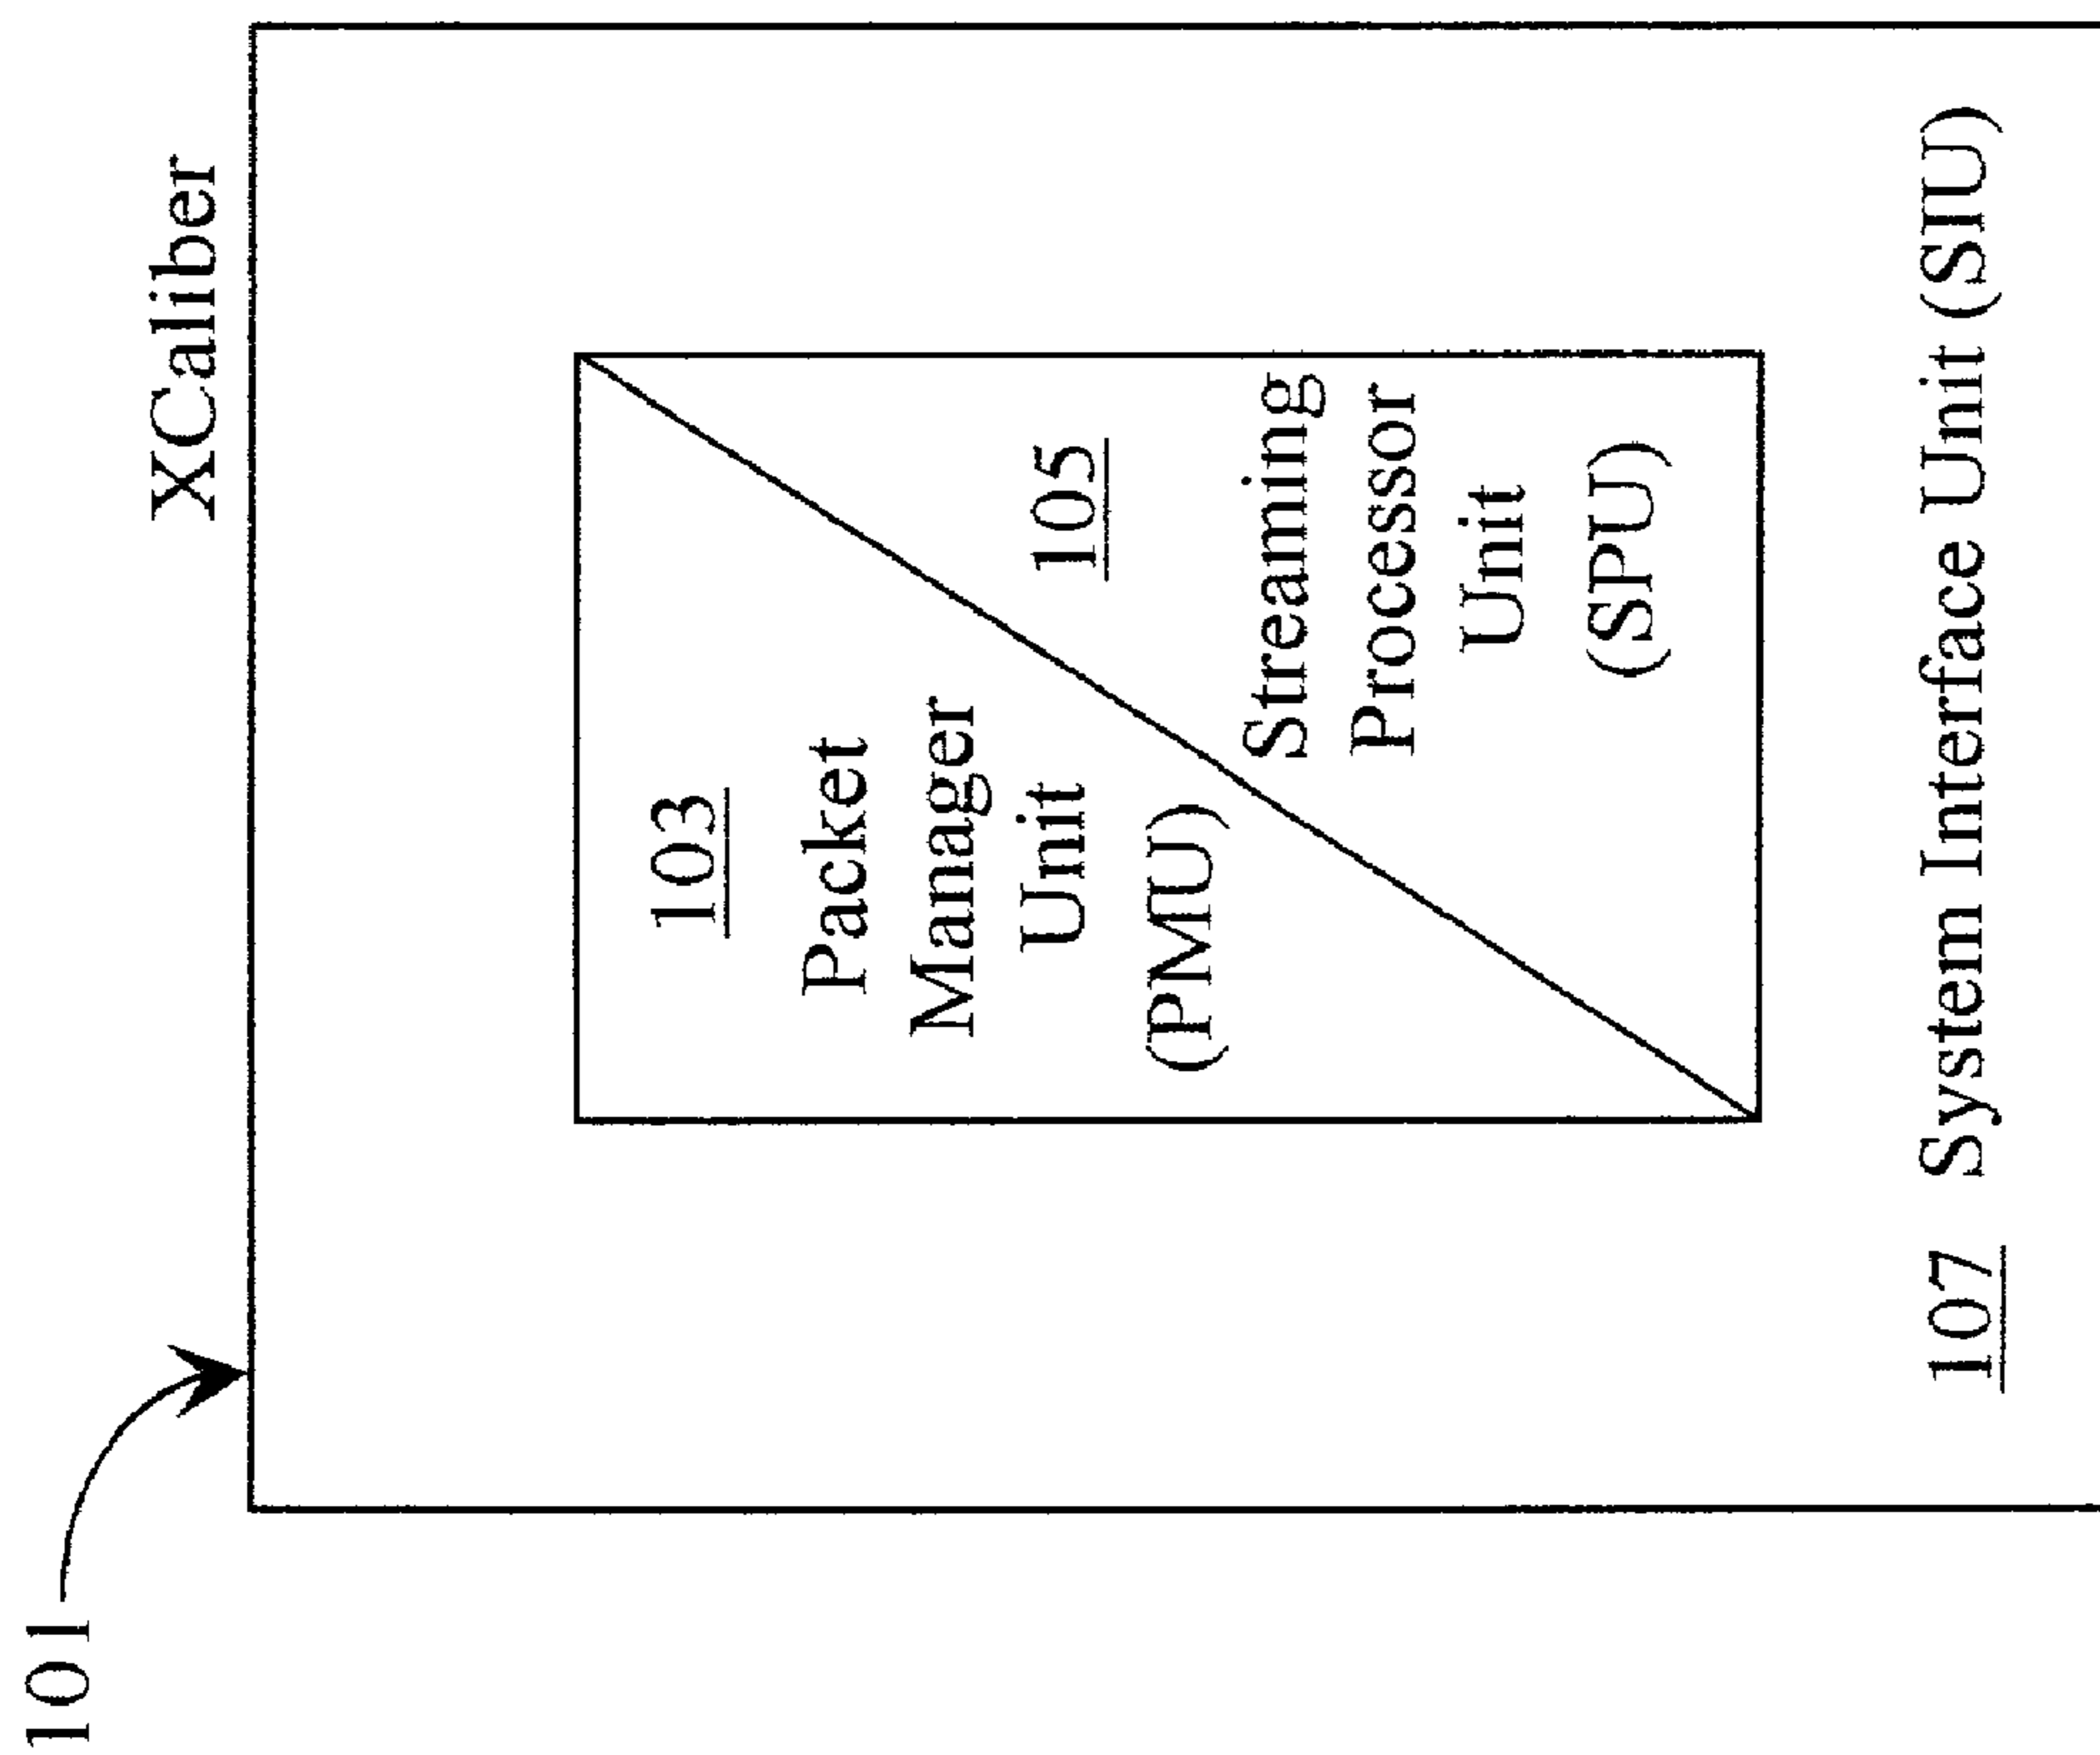 101
XCaliber
103
Packet
Manager
Unit
(PMU)
105
Streaming
Processor
Unit
(SPU)
107 System Interface Unit (SIU)